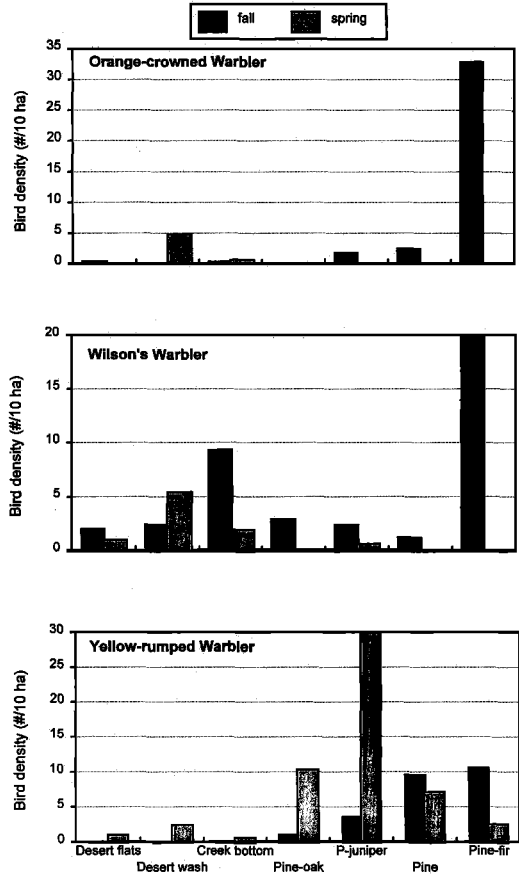 fall spring
Orange-crowned Warbler
Bird density (#/10 ha)
35
30
25
20
15
10
5
0
Wilson's Warbler
Bird density (#/10 ha)
20
15
10
5
0
Yellow-rumped Warbler
Bird density (#/10 ha)
30
25
20
15
10
5
0
Desert flats Creek bottom P-juniper Pine-fir
Desert wash Pine-oak Pine